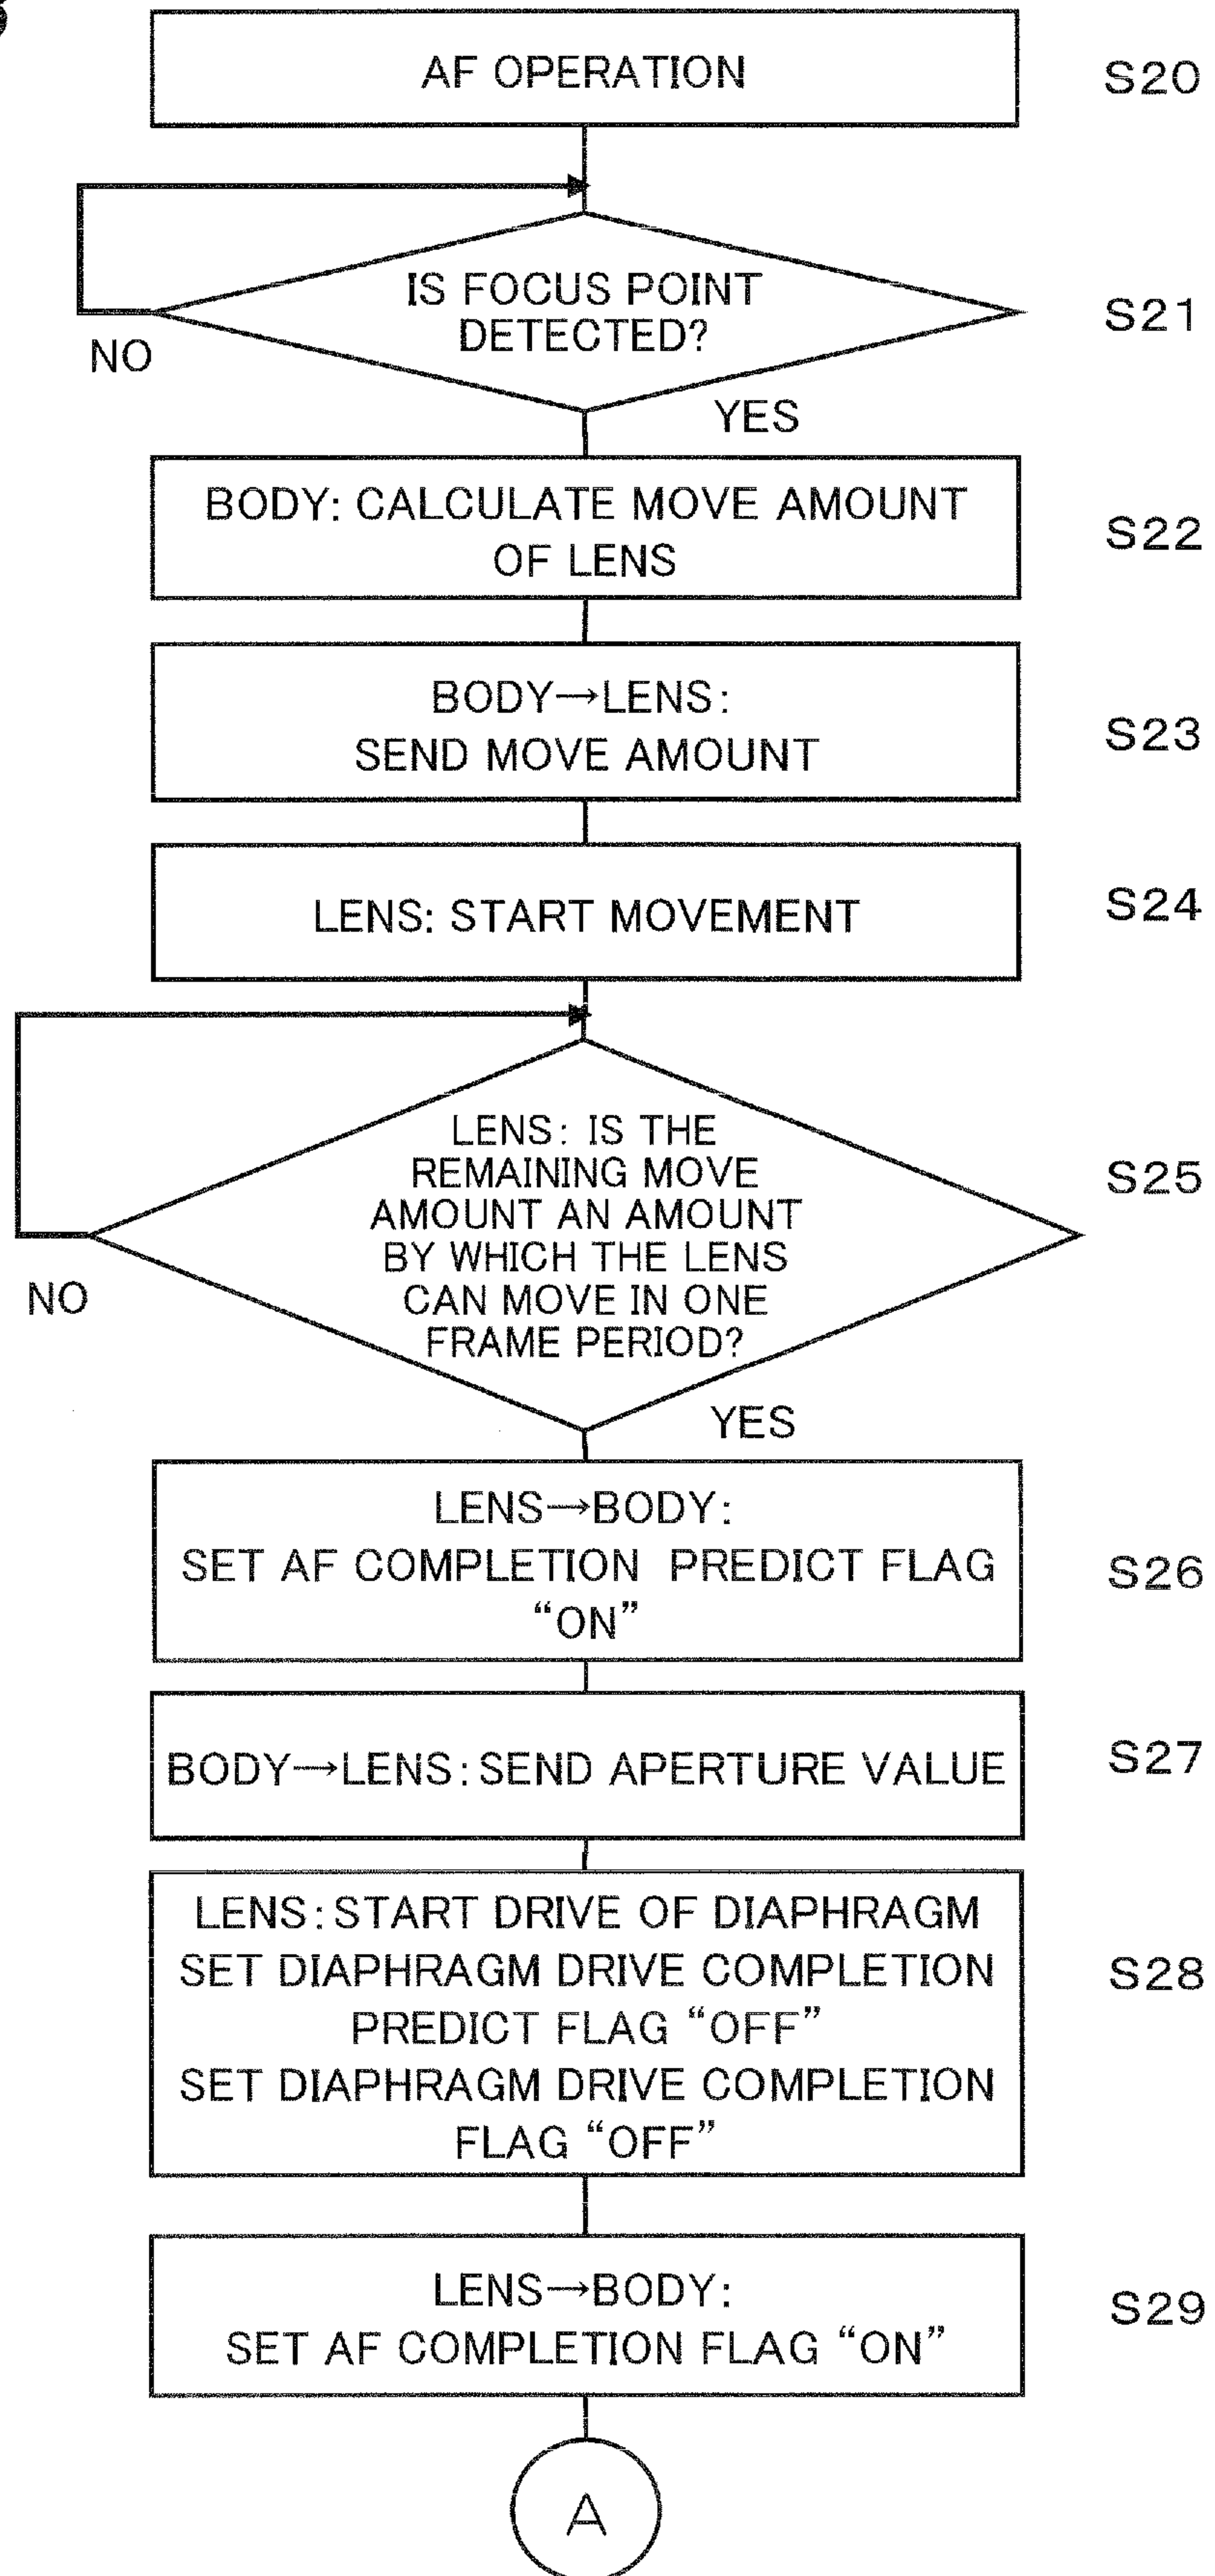 AF OPERATION
S20
IS FOCUS POINT
DETECTED?
S21
NO
YES
BODY: CALCULATE MOVE AMOUNT
OF LENS
S22
BODY→LENS:
SEND MOVE AMOUNT
S23
LENS: START MOVEMENT
S24
LENS: IS THE
REMAINING MOVE
AMOUNT AN AMOUNT
BY WHICH THE LENS
CAN MOVE IN ONE
FRAME PERIOD?
S25
NO
YES
LENS→BODY:
SET AF COMPLETION PREDICT FLAG
“ON”
S26
BODY→LENS: SEND APERTURE VALUE
S27
LENS: START DRIVE OF DIAPHRAGM
SET DIAPHRAGM DRIVE COMPLETION
PREDICT FLAG “OFF”
SET DIAPHRAGM DRIVE COMPLETION
FLAG “OFF”
S28
LENS→BODY:
SET AF COMPLETION FLAG “ON”
S29
A